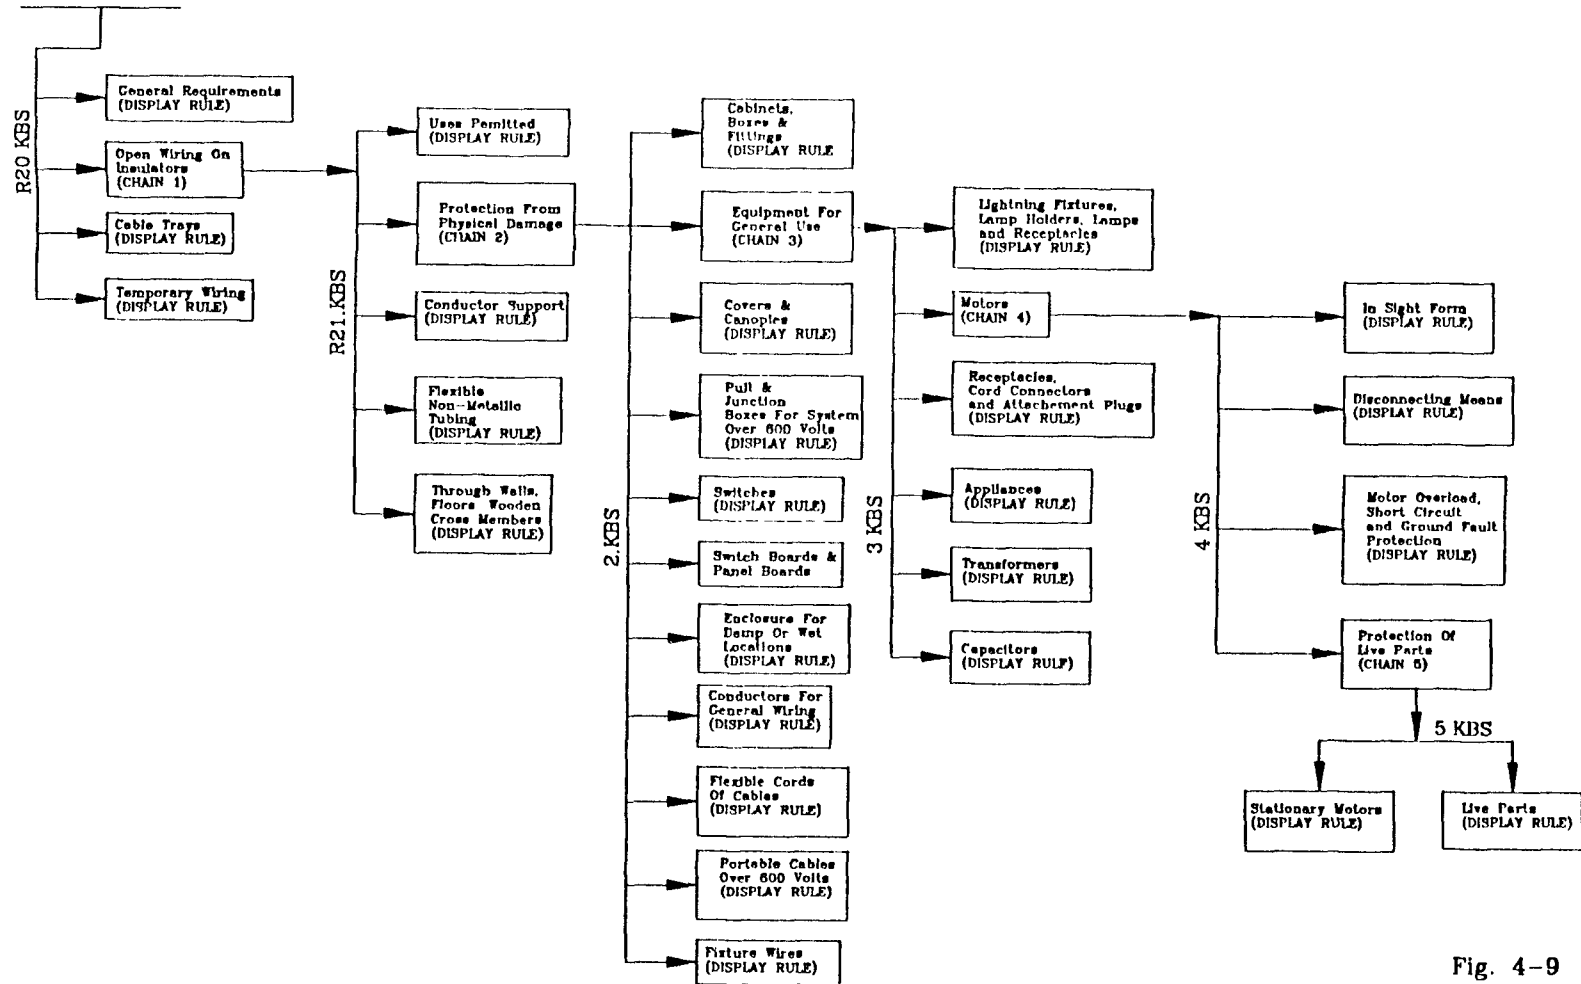 R20 KBS
General Requirements
(DISPLAY RULE)
Open Wiring On
Insulators
(CHAIN 1)
Cable Trays
(DISPLAY RULE)
Temporary Wiring
(DISPLAY RULE)
R21.KBS
Uses Pemitted
(DISPLAY RULE)
Protection From
Physical Damage
(CHAIN 2)
Conductor Support
(DISPLAY RULE)
Flexible
Non-Metallic
Tubing
(DISPLAY RULE)
Through Walls,
Floors Wooden
Cross Members
(DISPLAY RULE)
2.KBS
Cabinets,
Boxes &
Fittings
(DISPLAY RULE
Equipment For
General Use
(CHAIN 3)
Covers &
Canopies
(DISPLAY RULE)
Pull &
Junction
Boxes For System
Over 600 Volts
(DISPLAY RULE)
Switches
(DISPLAY RULE)
Switch Boards &
Panel Boards
Enclosure For
Damp Or Wet
Locations
(DISPLAY RULE)
Conductors For
General Wiring
(DISPLAY RULE)
Flexible Cords
Of Cables
(DISPLAY RULE)
Portable Cables
Over 600 Volts
(DISPLAY RULE)
Fixture Wires
(DISPLAY RULE)
3 KBS
Lightning Fixtures,
Lamp Holders, Lamps
and Receptacles
(DISPLAY RULE)
Motors
(CHAIN 4)
Receptacles,
Cord Connectors
and Attachement Plugs
(DISPLAY RULE)
Appliances
(DISPLAY RULE)
Transformers
(DISPLAY RULE)
Capacitors
(DISPLAY RULE)
4 KBS
In Sight Form
(DISPLAY RULE)
Disconnecting Means
(DISPLAY RULE)
Motor Overload,
Short Circuit
and Ground Fault
Protection
(DISPLAY RULE)
Protection Of
Live Parts
(CHAIN 5)
5 KBS
Stationary Motors
(DISPLAY RULE)
Live Parts
(DISPLAY RULE)
Fig. 4-9